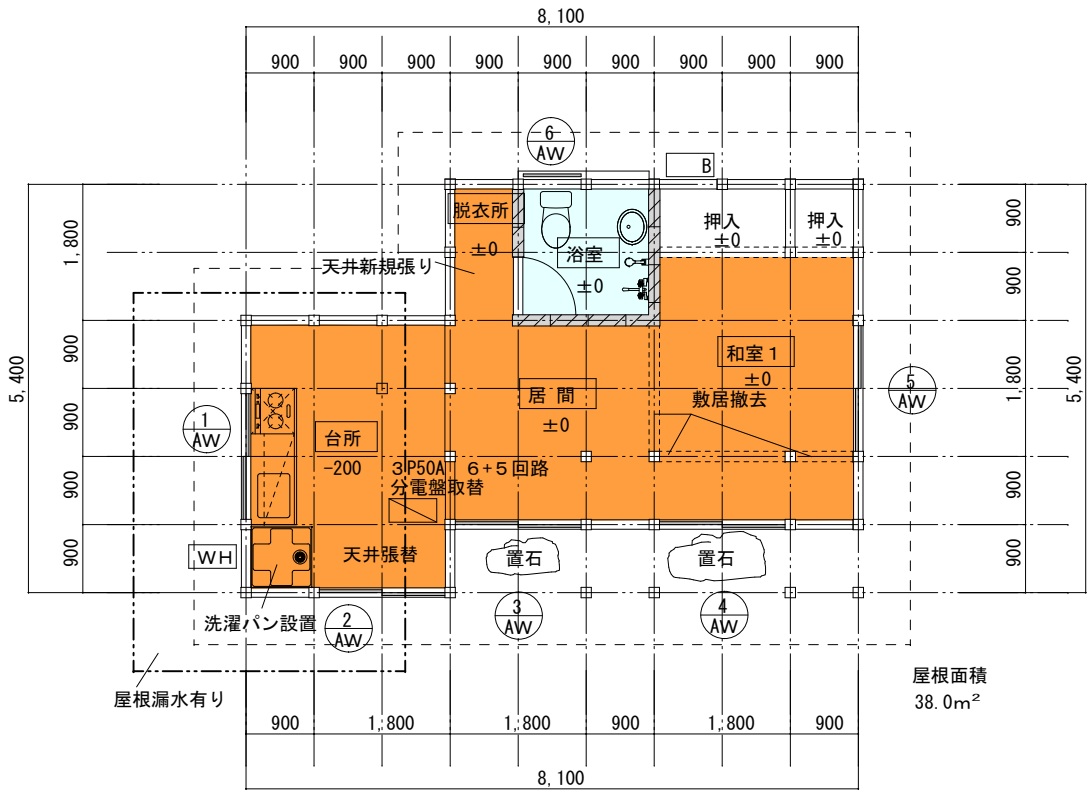 8,100
900 900 900 900 900 900 900 900 900
6
AW
B
脱衣所
押入
押入
±0
±0
±0
浴室
±0
天井新規張り
1,800
900
900
900
900
5,400
900
900
1,800
900
900
5,400
和室1
±0
5
AW
居間
±0
敷居撤去
1
AW
台所
-200
3P50A 6+5回路
分電盤取替
WH
天井張替
置石
置石
洗濯パン設置
2
AW
3
AW
4
AW
屋根漏水有り
屋根面積
38.0m²
900 1,800 1,800 900 1,800 900
8,100